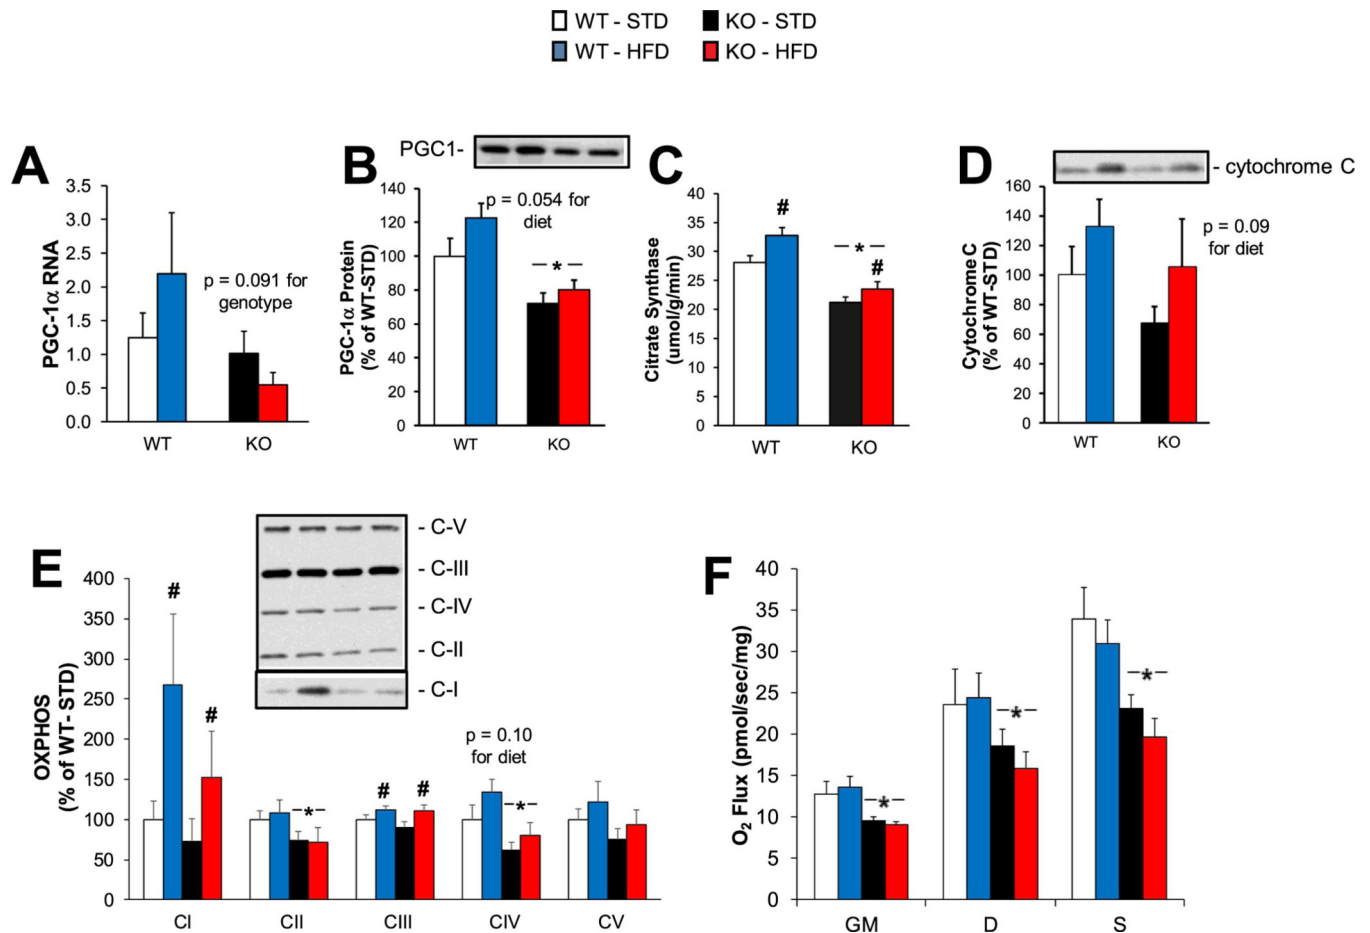 WT - STD
KO - STD
WT - HFD
KO - HFD
A
PGC-1α RNA
3.5
3.0
2.5
2.0
1.5
1.0
0.5
0.0
p = 0.091 for
genotype
WT
KO
B
PGC1-
PGC-1α Protein
(% of WT-STD)
140
120
100
80
60
40
20
0
p = 0.054 for
diet
*
WT
KO
C
Citrate Synthase
(umol/g/min)
40
35
30
25
20
15
10
5
0
#
*
#
WT
KO
D
- cytochrome C
Cytochrome C
(% of WT-STD)
160
140
120
100
80
60
40
20
0
p = 0.09
for diet
WT
KO
E
OXPHOS
(% of WT- STD)
400
350
300
250
200
150
100
50
0
- C-V
- C-III
- C-IV
- C-II
- C-I
#
#
*
#
#
p = 0.10
for diet
*
CI
CII
CIII
CIV
CV
F
O2 Flux (pmol/sec/mg)
40
35
30
25
20
15
10
5
0
*
*
*
GM
D
S